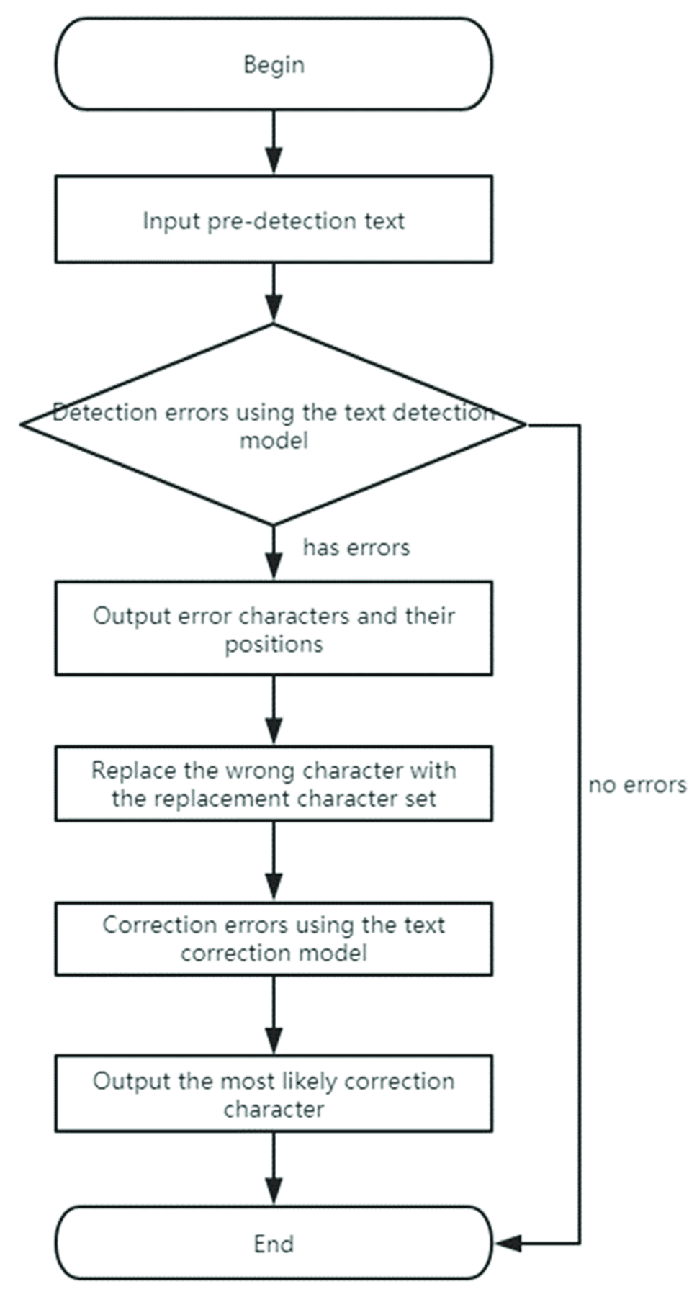 Begin
Input pre-detection text
Detection errors using the text detection
model
has errors
Output error characters and their
positions
Replace the wrong character with
the replacement character set
no errors
Correction errors using the text
correction model
Output the most likely correction
character
End